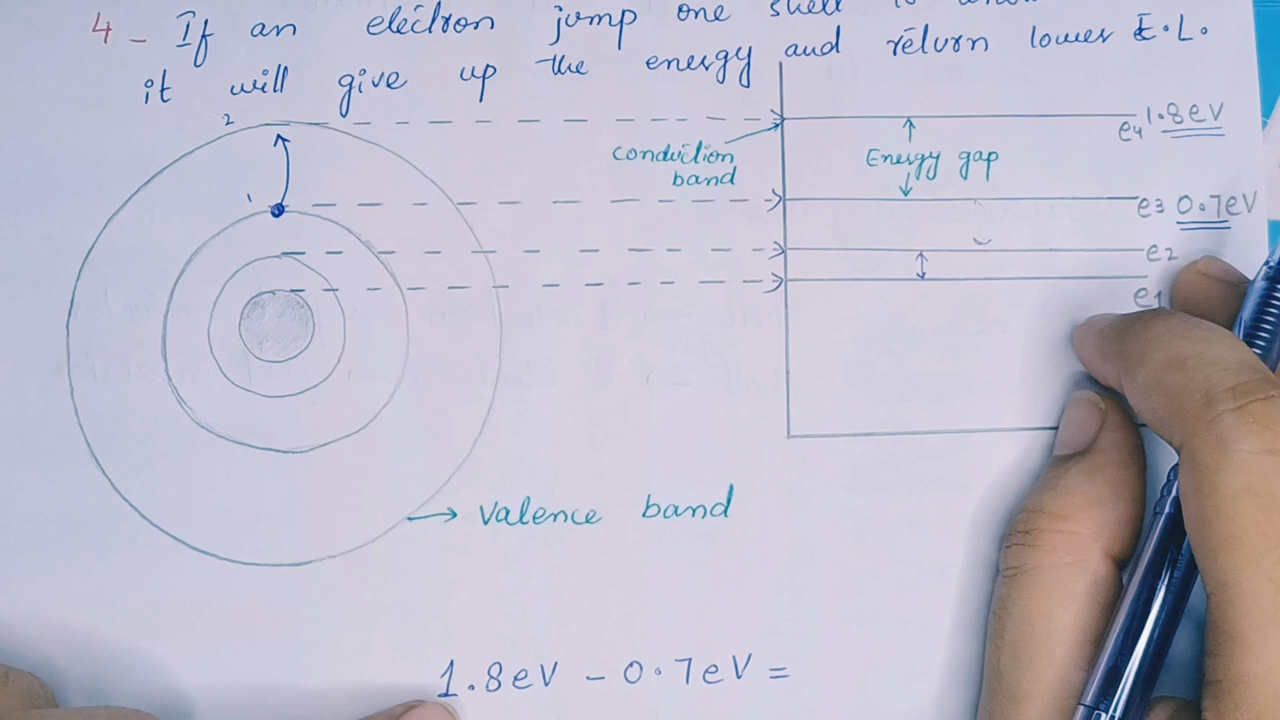 4 - If an electron jump one shell
it will give up the energy and return lower E.L.
2
e4 1.8eV
Conduction
band
Energy gap
1
e3 0.7eV
e2
e1
Valence band
1.8eV - 0.7eV =